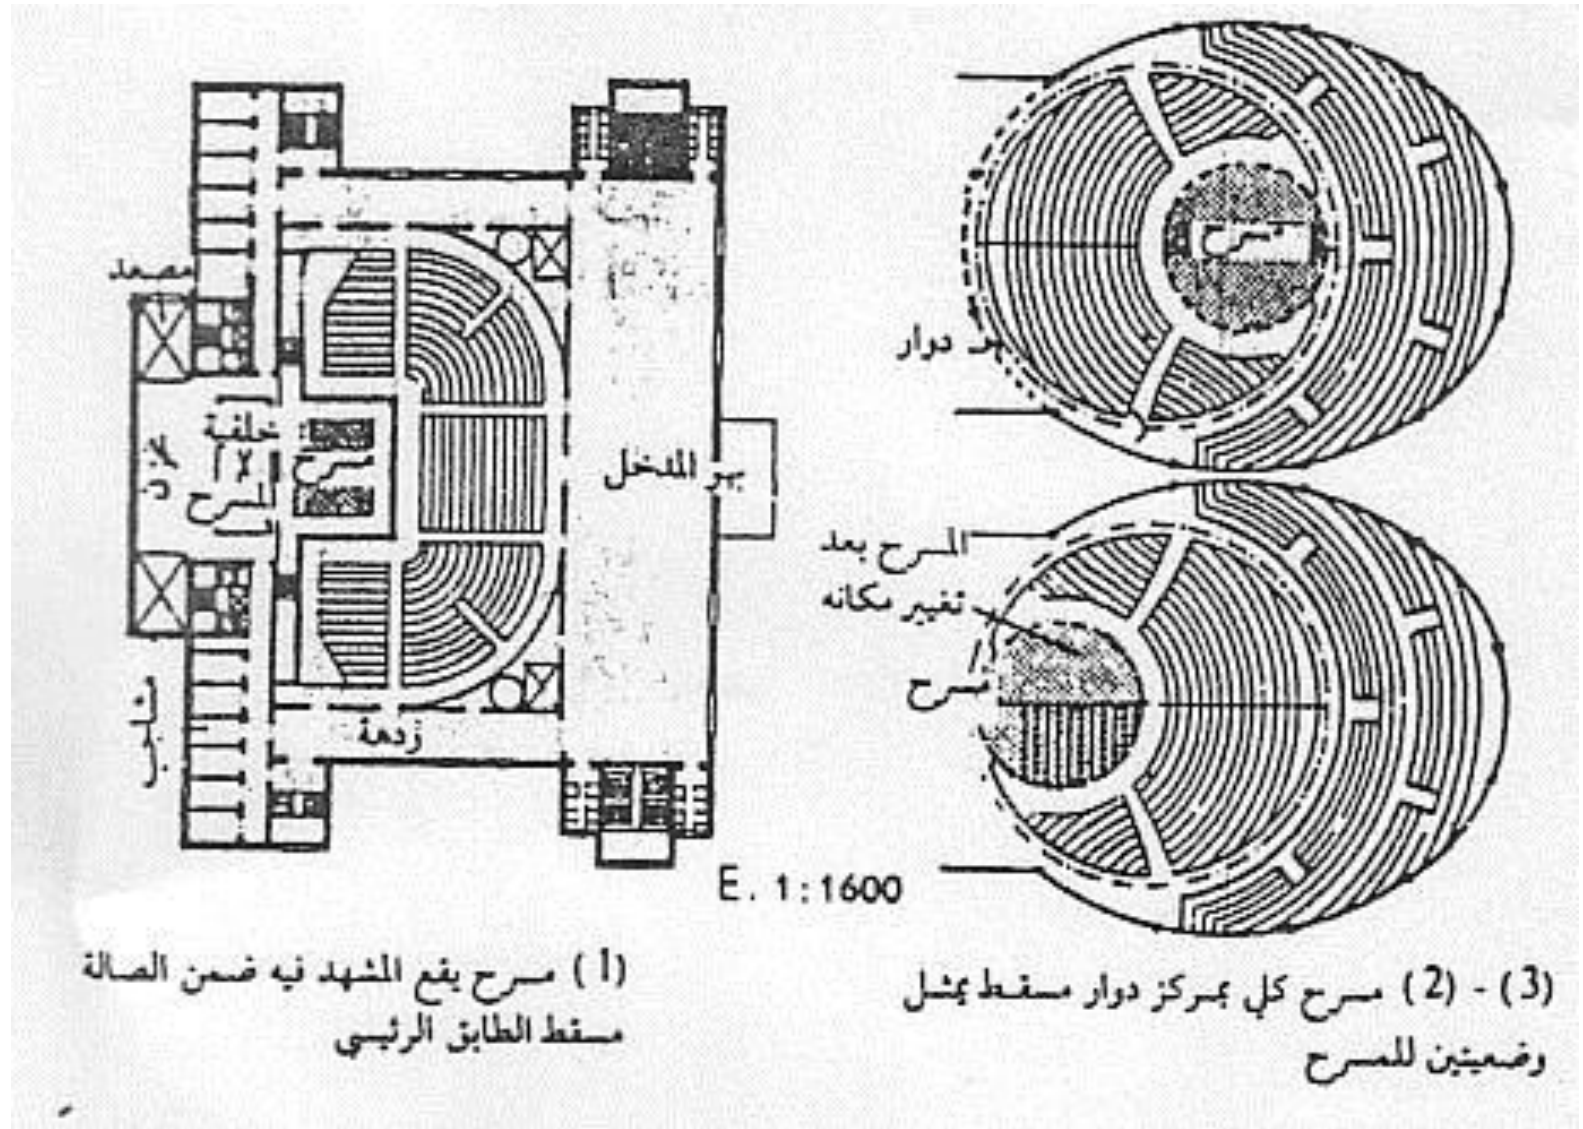 مصعد
خلفية
المسرح
مسرح
بهو المدخل
زدهة
E. 1:1600
(1) مسرح يقع المشهد فيه ضمن الصالة
مسقط الطابق الرئيسي
مسرح
دوار
المسرح بعد
تغيير مكانه
مسرح
(3) - (2) مسرح كلي بمركز دوار مسقط يمثل
وضعيتين للمسرح